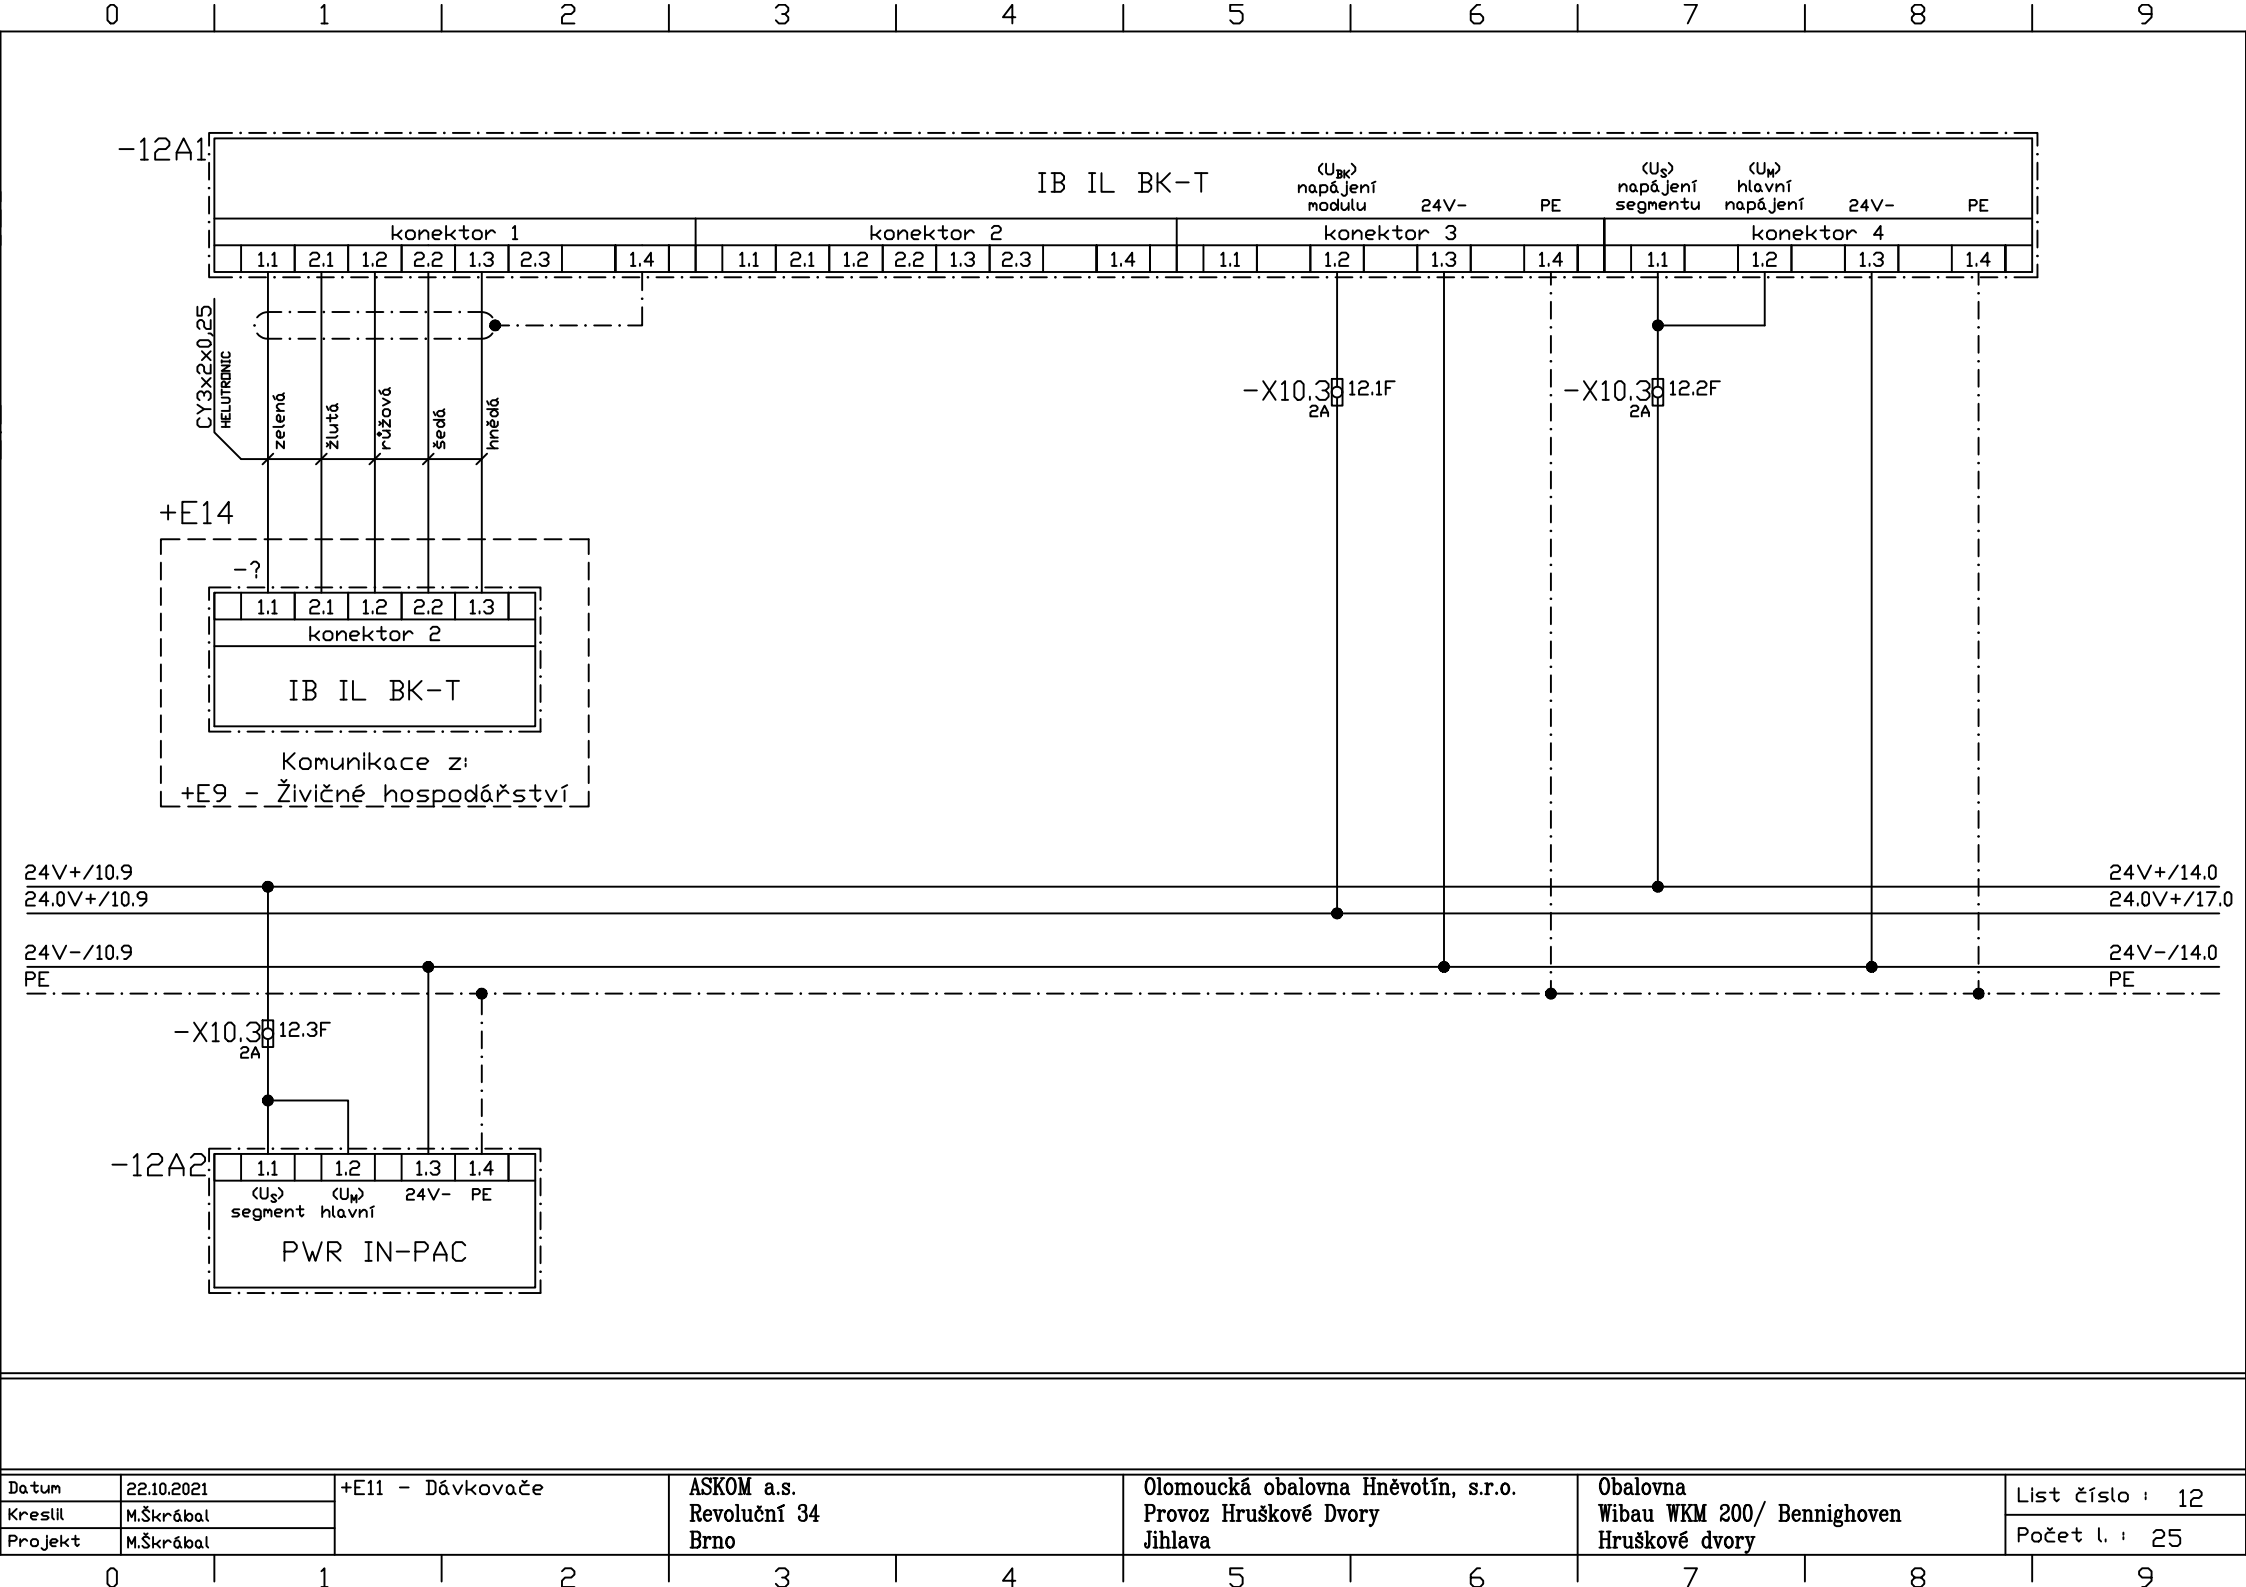 0 1 2 3 4 5 6 7 8 9
-12A1
IB IL BK-T
(UBK)
napájení
modulu
24V-
PE
(US)
napájení
segmentu
(UM)
hlavní
napájení
24V-
PE
konektor 1 konektor 2 konektor 3 konektor 4
1.1 2.1 1.2 2.2 1.3 2.3 1.4 1.1 2.1 1.2 2.2 1.3 2.3 1.4 1.1 1.2 1.3 1.4 1.1 1.2 1.3 1.4
CY3x2x0,25
HELUTRONIC
zelená
žlutá
růžová
šedá
hnědá
-X10.3 12.1F
2A
-X10.3 12.2F
2A
+E14
-?
1.1 2.1 1.2 2.2 1.3
konektor 2
IB IL BK-T
Komunikace z:
+E9 - Živičné hospodářství
24V+/10.9 24V+/14.0
24.0V+/10.9 24.0V+/17.0
24V-/10.9 24V-/14.0
PE PE
-X10.3 12.3F
2A
-12A2
1.1 1.2 1.3 1.4
(US) (UM) 24V- PE
segment hlavní
PWR IN-PAC
Datum 22.10.2021
Kreslil M.Škrábal
Projekt M.Škrábal
+E11 - Dávkovače
ASKOM a.s.
Revoluční 34
Brno
Olomoucká obalovna Hněvotín, s.r.o.
Provoz Hruškové Dvory
Jihlava
Obalovna
Wibau WKM 200/ Bennighoven
Hruškové dvory
List číslo : 12
Počet l. : 25
0 1 2 3 4 5 6 7 8 9